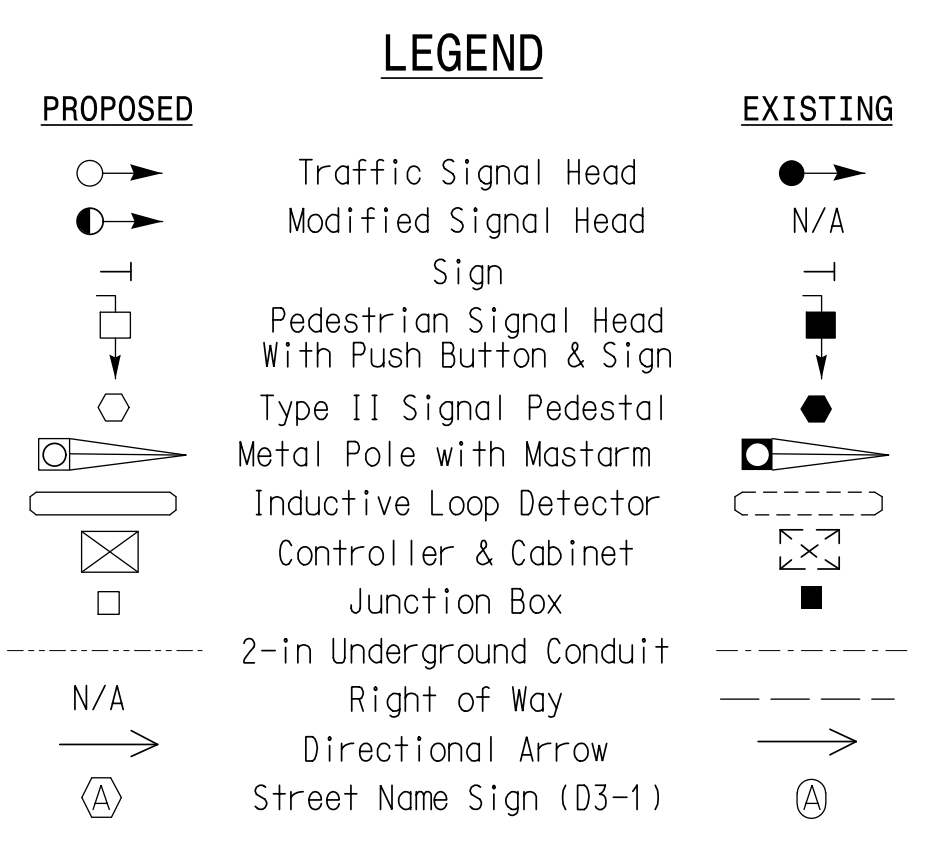 LEGEND
PROPOSED EXISTING
Traffic Signal Head
Modified Signal Head N/A
Sign
Pedestrian Signal Head
With Push Button & Sign
Type II Signal Pedestal
Metal Pole with Mastarm
Inductive Loop Detector
Controller & Cabinet
Junction Box
2-in Underground Conduit
N/A Right of Way
Directional Arrow
A Street Name Sign (D3-1) A